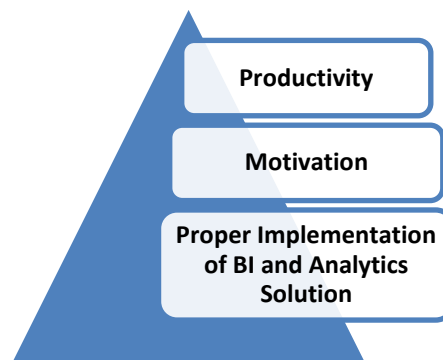 Productivity
Motivation
Proper Implementation
of BI and Analytics
Solution